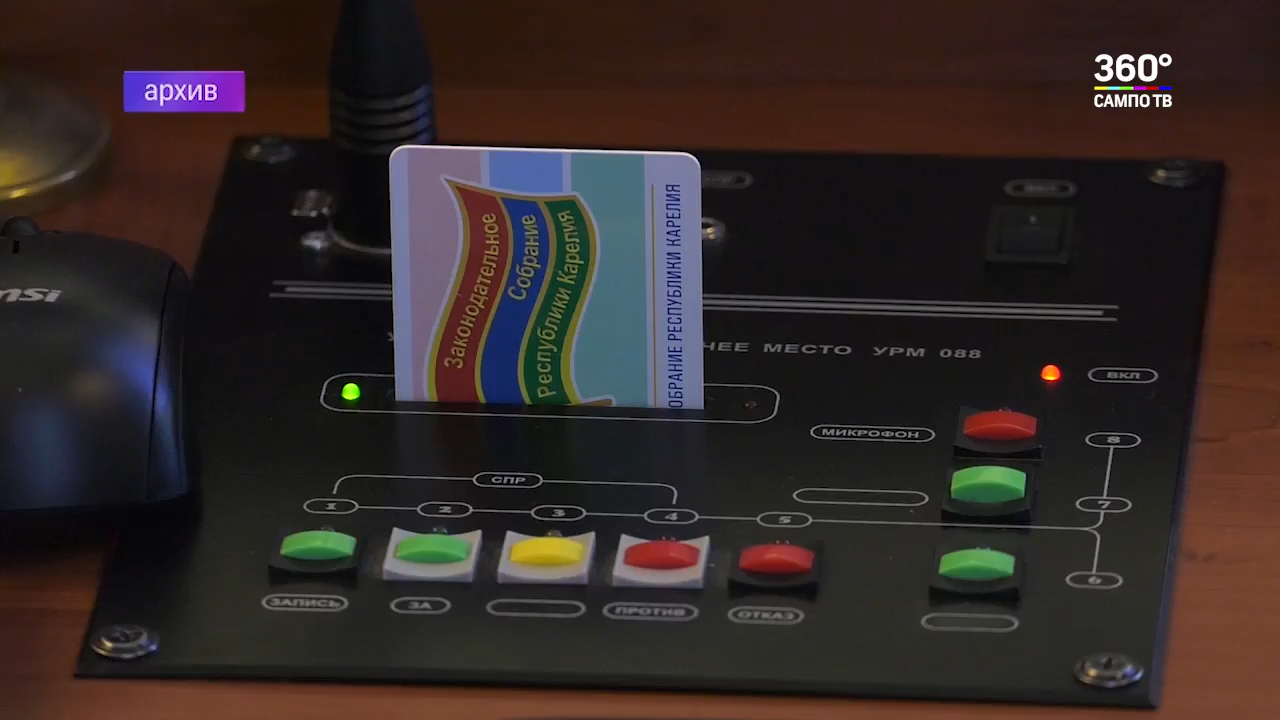 архив
360°
САМПО ТВ
Законодательное
Собрание
Республики Карелия
ОБРАНИЕ РЕСПУБЛИКИ КАРЕЛИЯ
msi
НЕЕ МЕСТО УРМ 088
ВКЛ
МИКРОФОН
8
СПР
7
1 2 3 4 5
6
ЗАПИСЬ ЗА ПРОТИВ ОТКАЗ